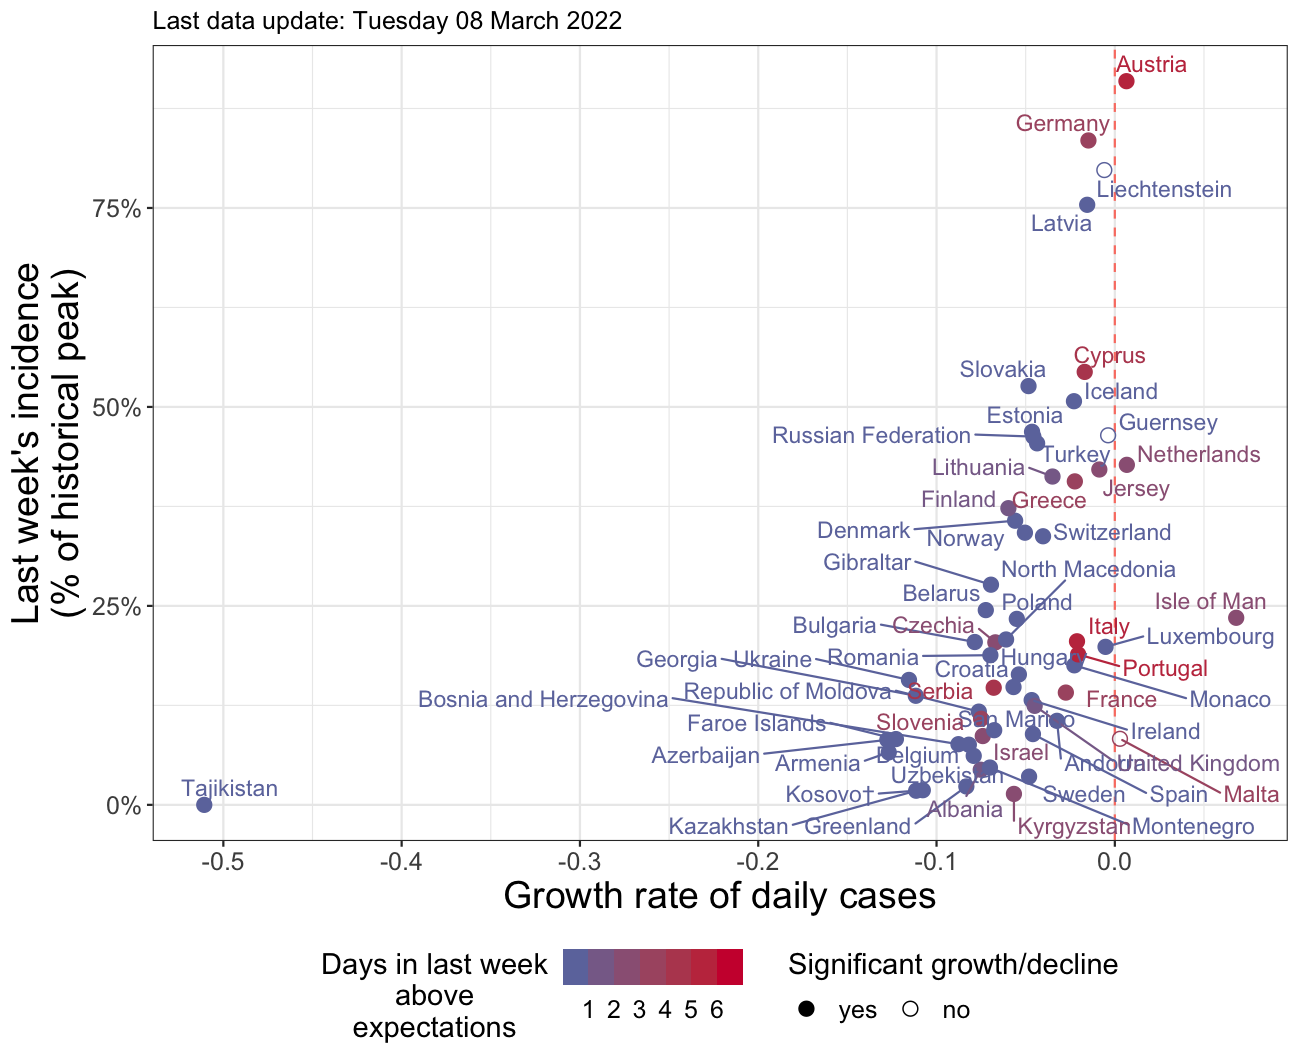 Last data update: Tuesday 08 March 2022
Austria
Germany
Liechtenstein
Latvia
75%
Cyprus
Slovakia
Iceland
50%
Estonia
Guernsey
Russian Federation
Turkey
Netherlands
Lithuania
Jersey
Finland
Greece
Denmark
Norway
Switzerland
Gibraltar
North Macedonia
Belarus
Poland
Isle of Man
25%
Bulgaria
Czechia
Italy
Luxembourg
Georgia
Ukraine
Romania
Hungary
Portugal
Croatia
Bosnia and Herzegovina
Republic of Moldova
Serbia
France
Monaco
Faroe Islands
Slovenia
San Marino
Ireland
Azerbaijan
Armenia
Belgium
Israel
Andorra
United Kingdom
Tajikistan
Uzbekistan
Kosovo†
Sweden
Spain
Malta
0%
Albania
Kazakhstan
Greenland
Kyrgyzstan
Montenegro
Last week's incidence
(% of historical peak)
-0.5
-0.4
-0.3
-0.2
-0.1
0.0
Growth rate of daily cases
Days in last week
above
expectations
1 2 3 4 5 6
Significant growth/decline
yes
no